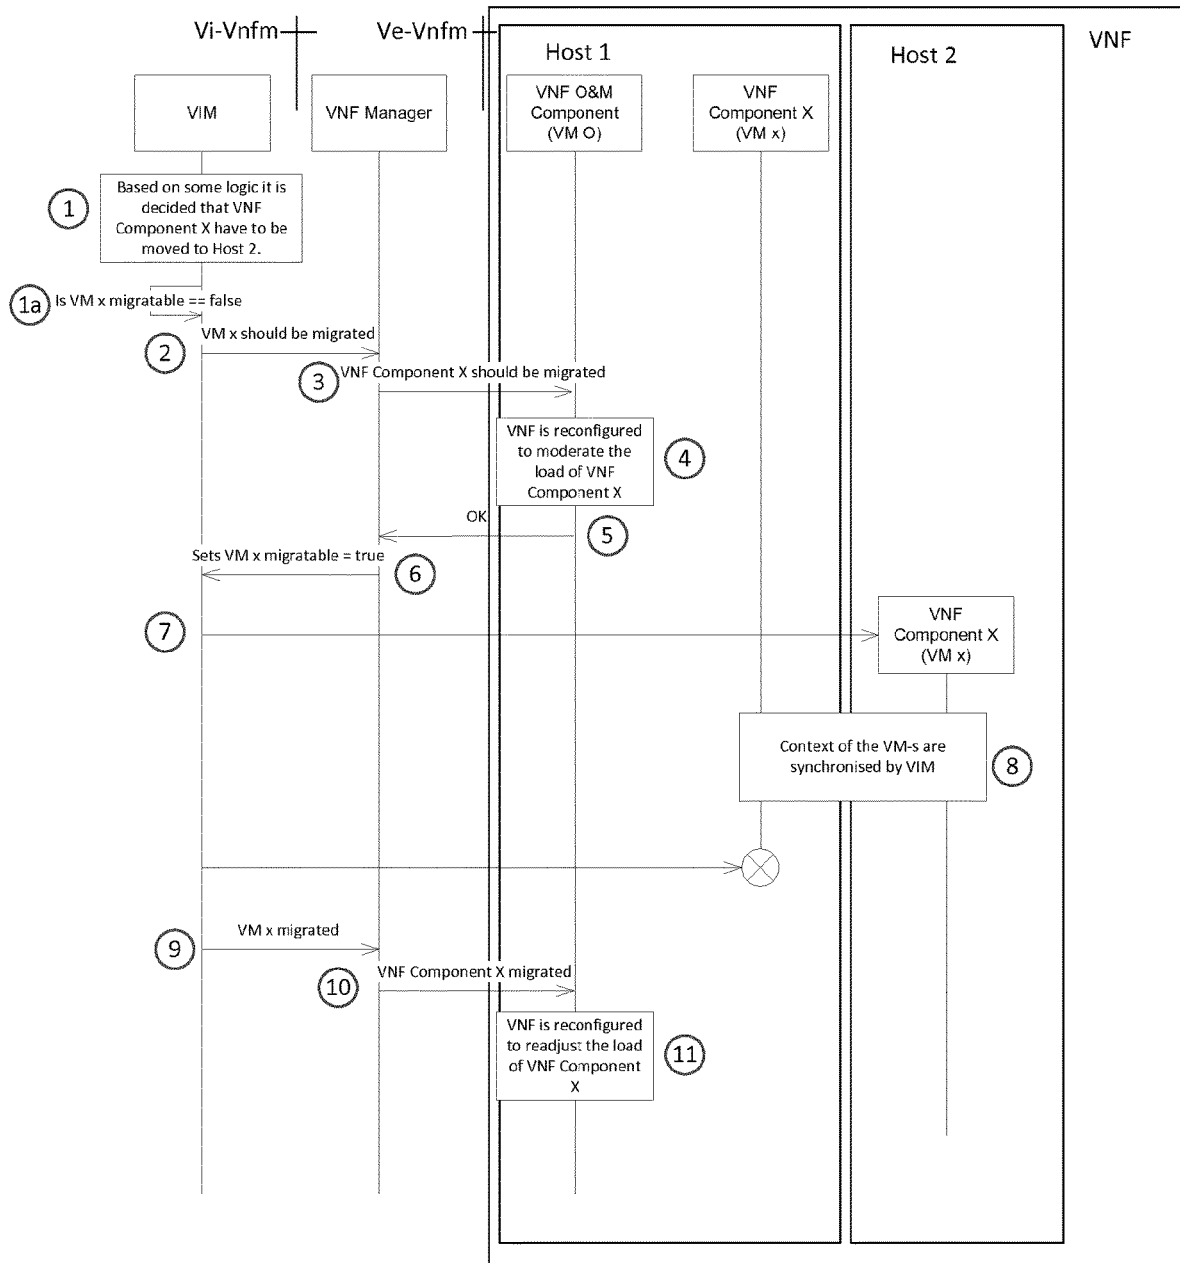 Vi-Vnfm
Ve-Vnfm
Host 1
Host 2
VNF
VIM
VNF Manager
VNF O&M
Component
(VM O)
VNF
Component X
(VM x)
1
Based on some logic it is
decided that VNF
Component X have to be
moved to Host 2.
1a
Is VM x migratable == false
2
VM x should be migrated
3
VNF Component X should be migrated
VNF is reconfigured
to moderate the
load of VNF
Component X
4
OK
5
Sets VM x migratable = true
6
7
VNF
Component X
(VM x)
Context of the VM-s are
synchronised by VIM
8
9
VM x migrated
10
VNF Component X migrated
VNF is reconfigured
to readjust the load
of VNF Component
X
11